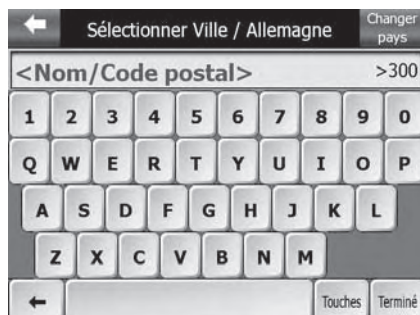 Sélectionner Ville / Allemagne
Changer
pays
<Nom/Code postal> >300
1 2 3 4 5 6 7 8 9 0
Q W E R T Y U I O P
A S D F G H J K L
Z X C V B N M
Touches Terminé